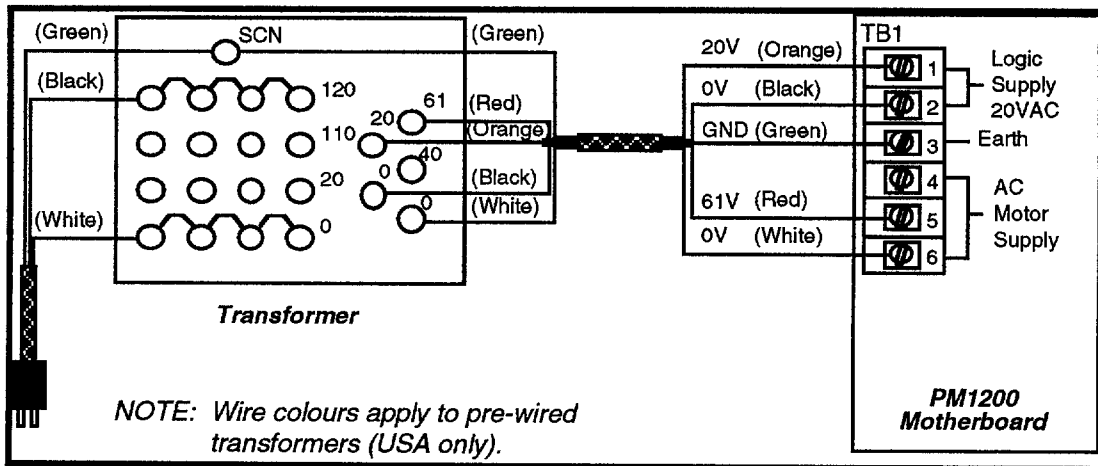 (Green)
SCN
(Green)
(Black)
120
61
(Red)
20
(Orange)
110
40
0
(Black)
20
0
(White)
(White)
0
Transformer
20V (Orange)
0V (Black)
GND (Green)
61V (Red)
0V (White)
TB1
1
2
3
4
5
6
Logic
Supply
20VAC
Earth
AC
Motor
Supply
NOTE: Wire colours apply to pre-wired
transformers (USA only).
PM1200
Motherboard